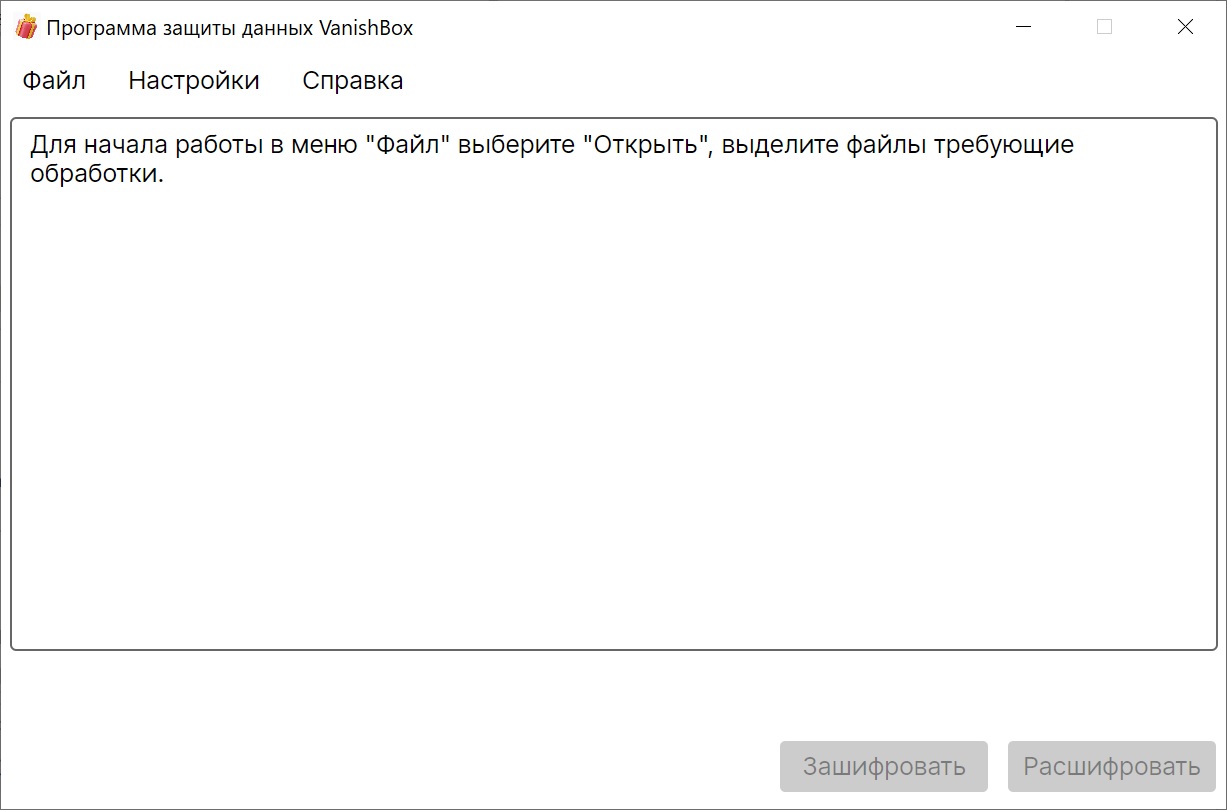 Программа защиты данных VanishBox
Файл Настройки Справка
Для начала работы в меню "Файл" выберите "Открыть", выделите файлы требующие
обработки.
Зашифровать Расшифровать